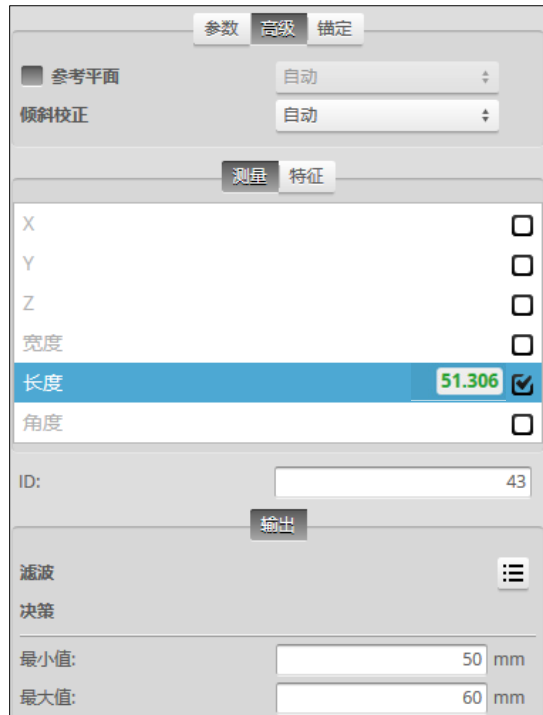 参数 高级 锚定
参考平面 自动
倾斜校正 自动
测量 特征
X
Y
Z
宽度
长度 51.306
角度
ID: 43
输出
滤波
决策
最小值: 50 mm
最大值: 60 mm